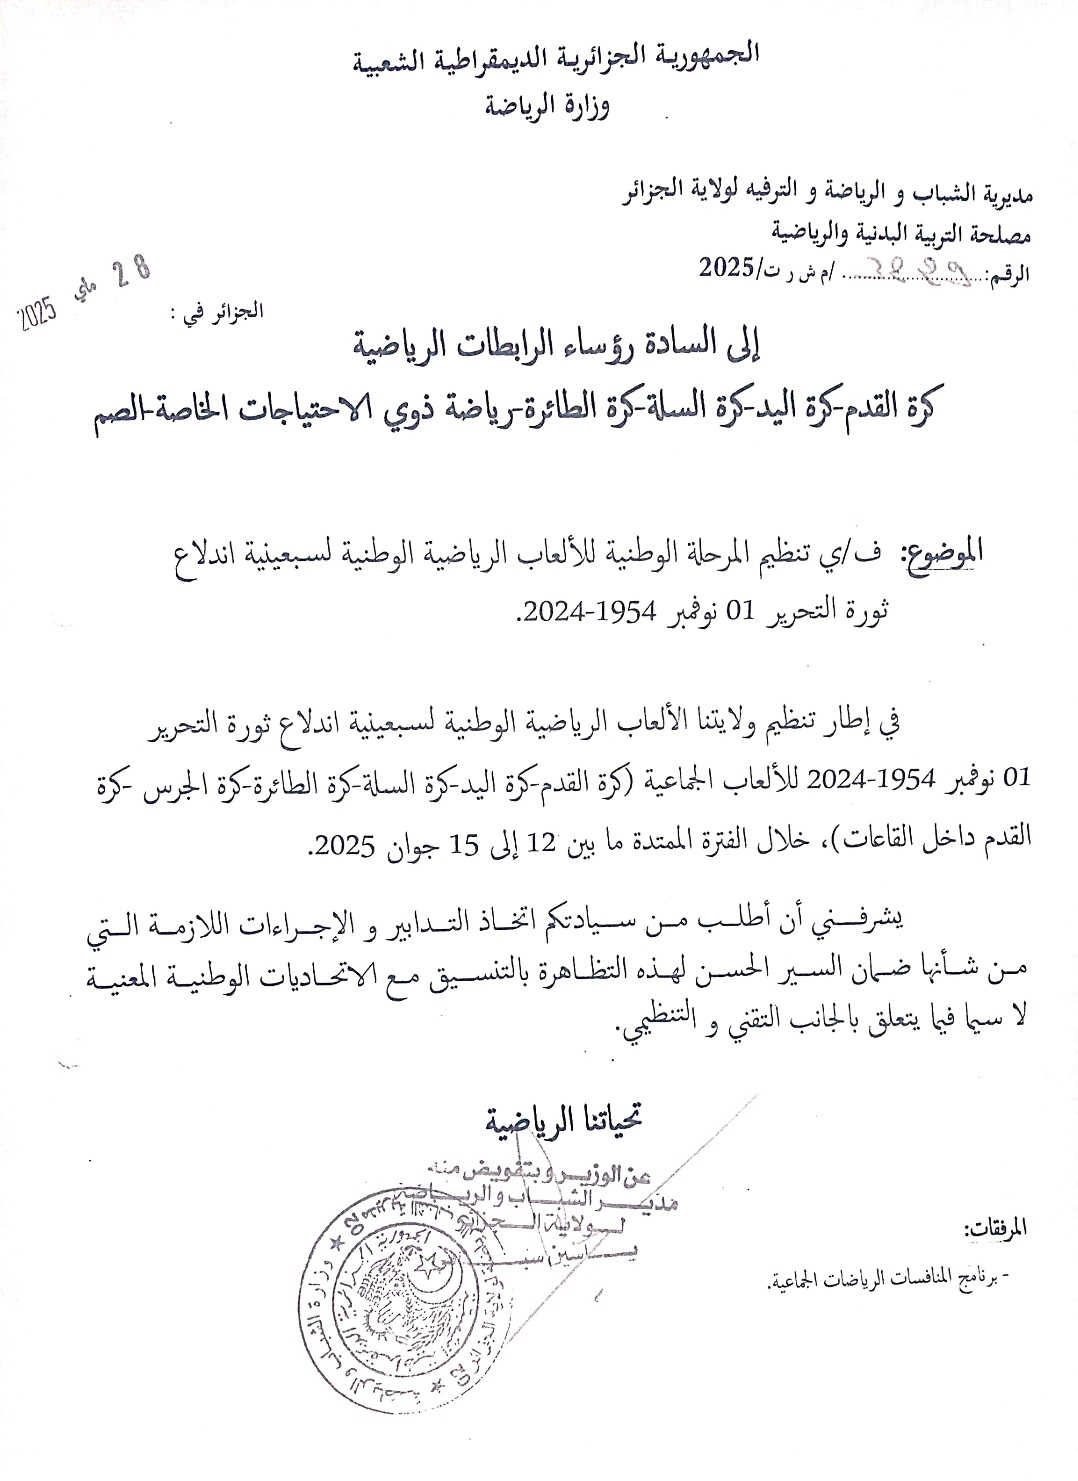 الجمهورية الجزائرية الديمقراطية الشعبية
وزارة الرياضة
مديرية الشباب و الرياضة و الترفيه لولاية الجزائر
مصلحة التربية البدنية والرياضية
الرقم: /م ش ر ت/2025
الجزائر في : 28 ماي 2025
إلى السادة رؤساء الرابطات الرياضية
كرة القدم-كرة اليد-كرة السلة-كرة الطائرة-رياضة ذوي الاحتياجات الخاصة-الصم
الموضوع: ف/ي تنظيم المرحلة الوطنية للألعاب الرياضية الوطنية لسبعينية اندلاع
ثورة التحرير 01 نوفمبر 1954-2024.
في إطار تنظيم ولايتنا الألعاب الرياضية الوطنية لسبعينية اندلاع ثورة التحرير
01 نوفمبر 1954-2024 للألعاب الجماعية (كرة القدم-كرة اليد-كرة السلة-كرة الطائرة-كرة الجرس -كرة
القدم داخل القاعات)، خلال الفترة الممتدة ما بين 12 إلى 15 جوان 2025.
يشرفني أن أطلب من سيادتكم اتخاذ التدابير و الإجراءات اللازمة التي
من شأنها ضمان السير الحسن لهذه التظاهرة بالتنسيق مع الاتحاديات الوطنية المعنية
لا سيما فيما يتعلق بالجانب التقني و التنظيمي.
تحياتنا الرياضية
عن الوزير و بتفويض منه
مدير الشباب و الرياضة
لولاية الجزائر
ياسين
المرفقات:
- برنامج المنافسات الرياضات الجماعية.